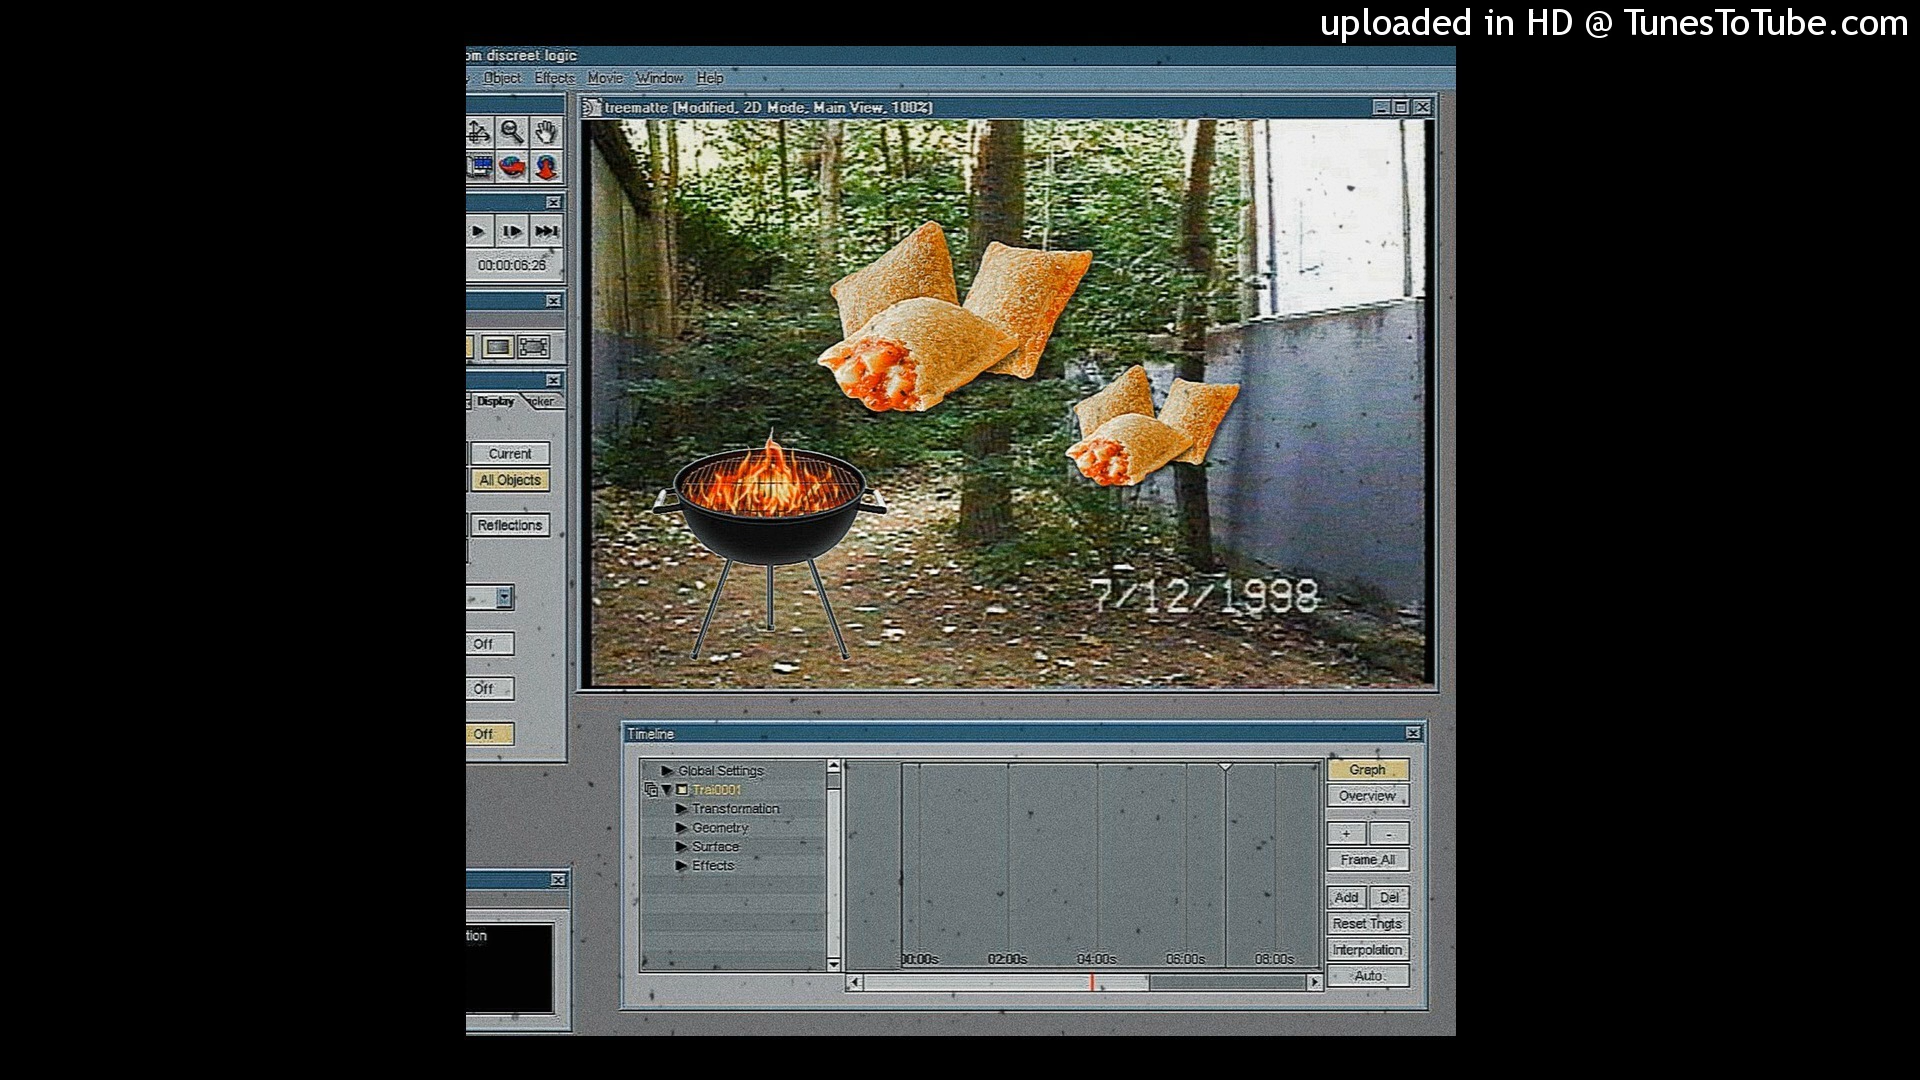 uploaded in HD @ TunesToTube.com
om discreet logic
Object Effects Movie Window Help
treematte (Modified, 2D Mode, Main View, 100%)
00:00:06:26
Display
Current
All Objects
Reflections
Off
Off
Off
7/12/1998
Timeline
Global Settings
Trai0001
Transformation
Geometry
Surface
Effects
00:00s 02:00s 04:00s 06:00s 08:00s
Graph
Overview
+ -
Frame All
Add Del
Reset Tngts
Interpolation
Auto
tion